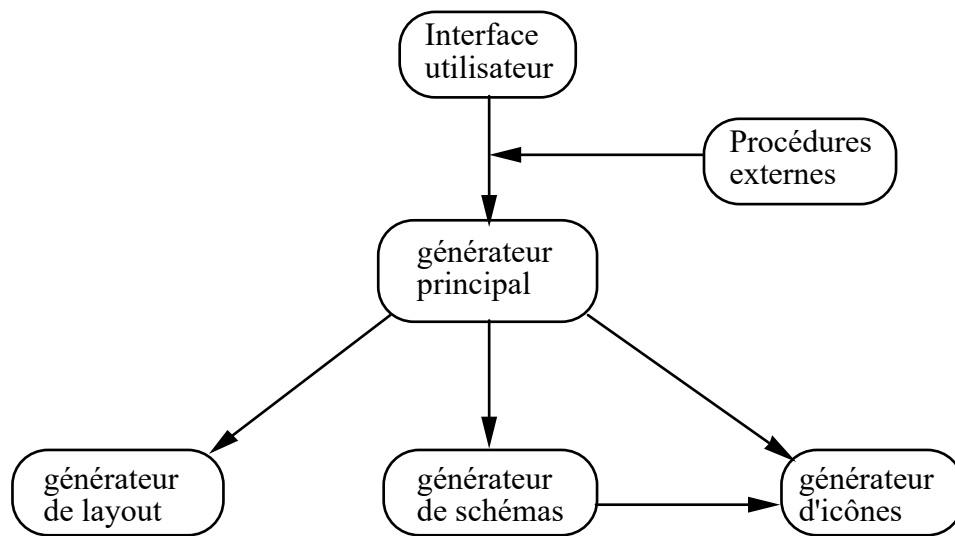 Interface
utilisateur
Procédures
externes
générateur
principal
générateur
de layout
générateur
de schémas
générateur
d'icônes